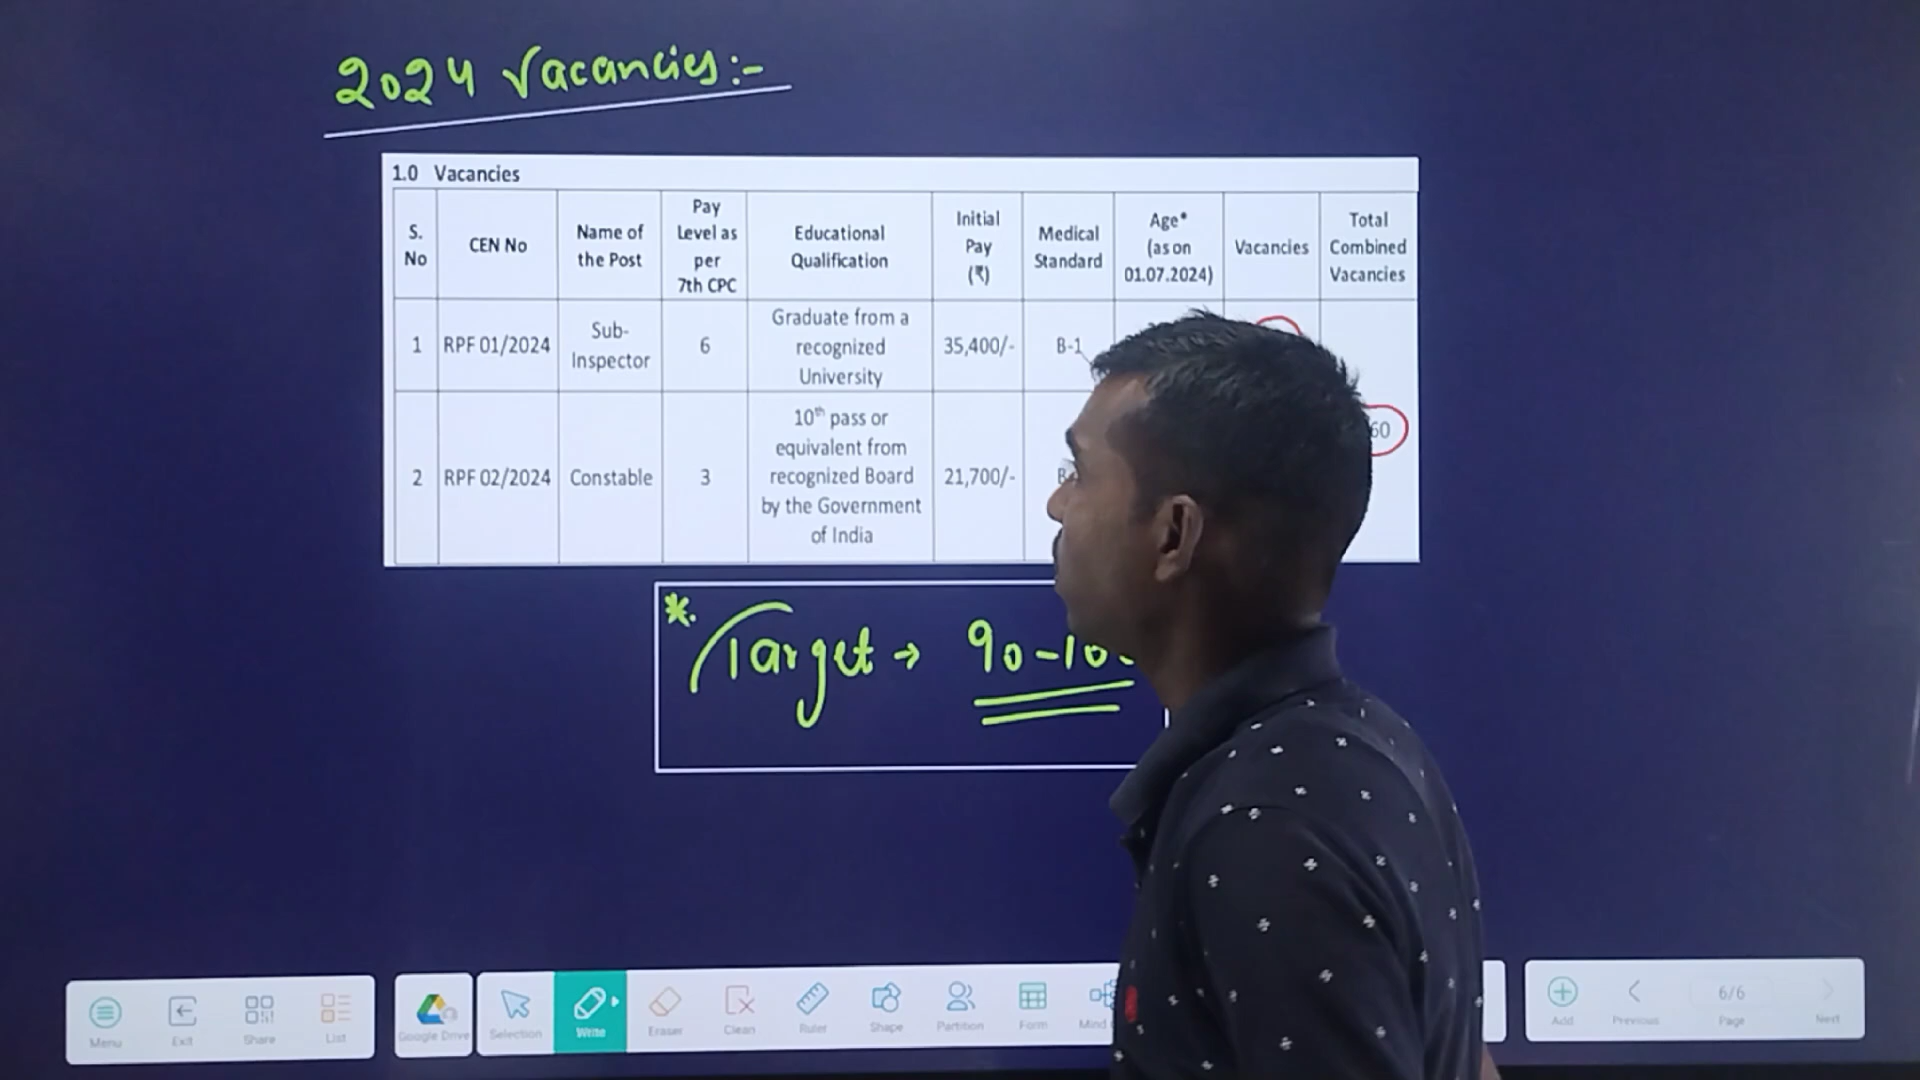 2024 Vacancies:-
1.0 Vacancies
S. No CEN No Name of the Post Pay Level as per 7th CPC Educational Qualification Initial Pay (₹) Medical Standard Age* (as on 01.07.2024) Vacancies Total Combined Vacancies
1 RPF 01/2024 Sub-Inspector 6 Graduate from a recognized University 35,400/- B-1
2 RPF 02/2024 Constable 3 10th pass or equivalent from recognized Board by the Government of India 21,700/-
*. Target → 90-10
Menu Exit Share List Google Drive Selection Write Eraser Clean Ruler Shape Partition Form Mind Add Previous 6/6 Page Next